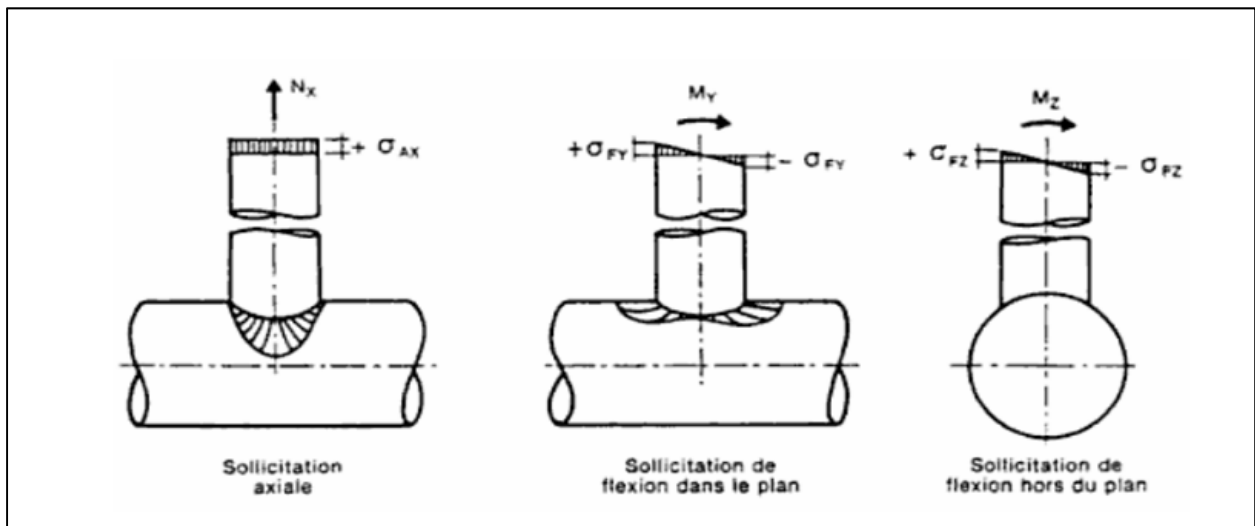 N_X
+ σ_AX
M_Y
+σ_FY
- σ_FY
M_Z
+ σ_FZ
- σ_FZ
Sollicitation
axiale
Sollicitation de
flexion dans le plan
Sollicitation de
flexion hors du plan